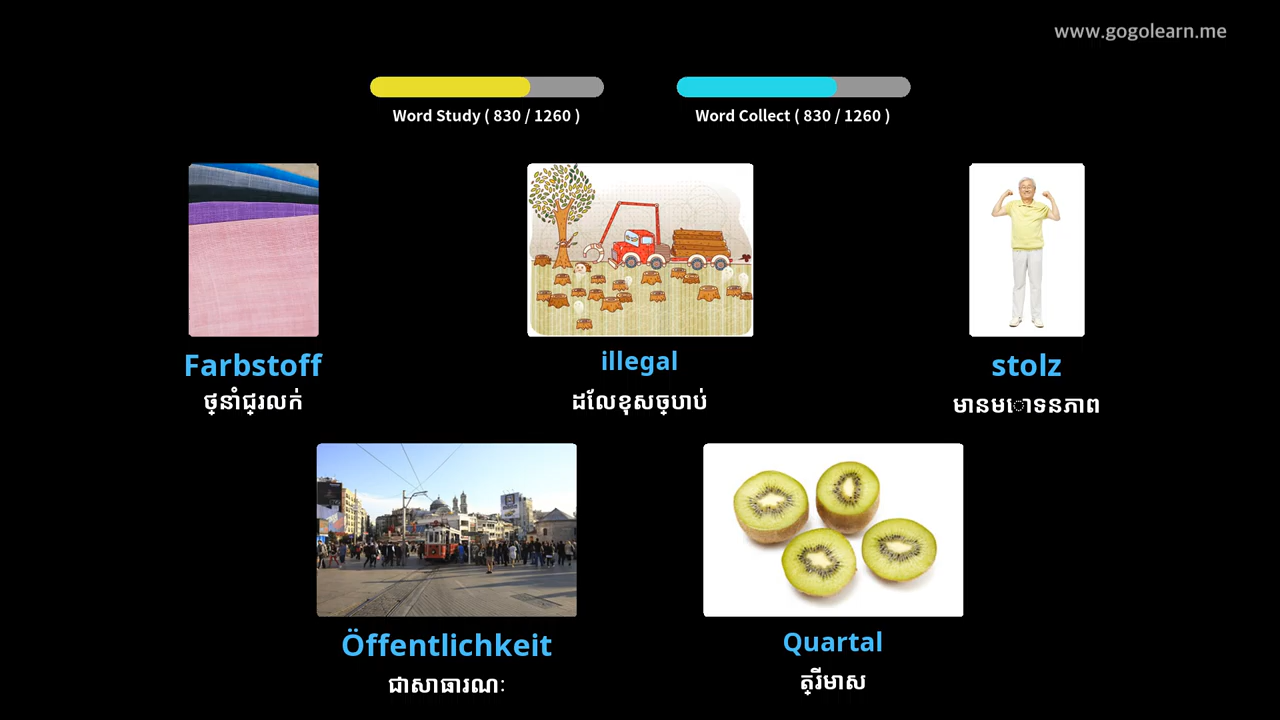 www.gogolearn.me
Word Study ( 830 / 1260 )
Word Collect ( 830 / 1260 )
Farbstoff
ថ្នាំជ្រលក់
illegal
ដែលខុសច្បាប់
stolz
មានមោទនភាព
Öffentlichkeit
ជាសាធារណៈ
Quartal
ត្រីមាស